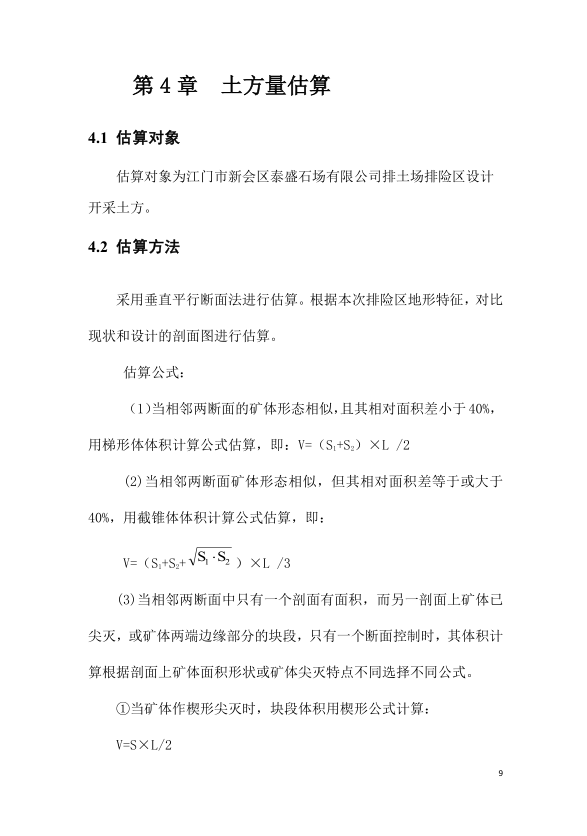 第 4 章　土方量估算
4.1 估算对象
估算对象为江门市新会区泰盛石场有限公司排土场排险区设计
开采土方。
4.2 估算方法
采用垂直平行断面法进行估算。根据本次排险区地形特征，对比
现状和设计的剖面图进行估算。
估算公式：
（1）当相邻两断面的矿体形态相似，且其相对面积差小于 40%，
用梯形体体积计算公式估算，即：V=（S₁+S₂）×L /2
(2)当相邻两断面矿体形态相似，但其相对面积差等于或大于
40%，用截锥体体积计算公式估算，即：
V=（S₁+S₂+√(S₁·S₂)）×L /3
(3)当相邻两断面中只有一个剖面有面积，而另一剖面上矿体已
尖灭，或矿体两端边缘部分的块段，只有一个断面控制时，其体积计
算根据剖面上矿体面积形状或矿体尖灭特点不同选择不同公式。
①当矿体作楔形尖灭时，块段体积用楔形公式计算：
V=S×L/2
9